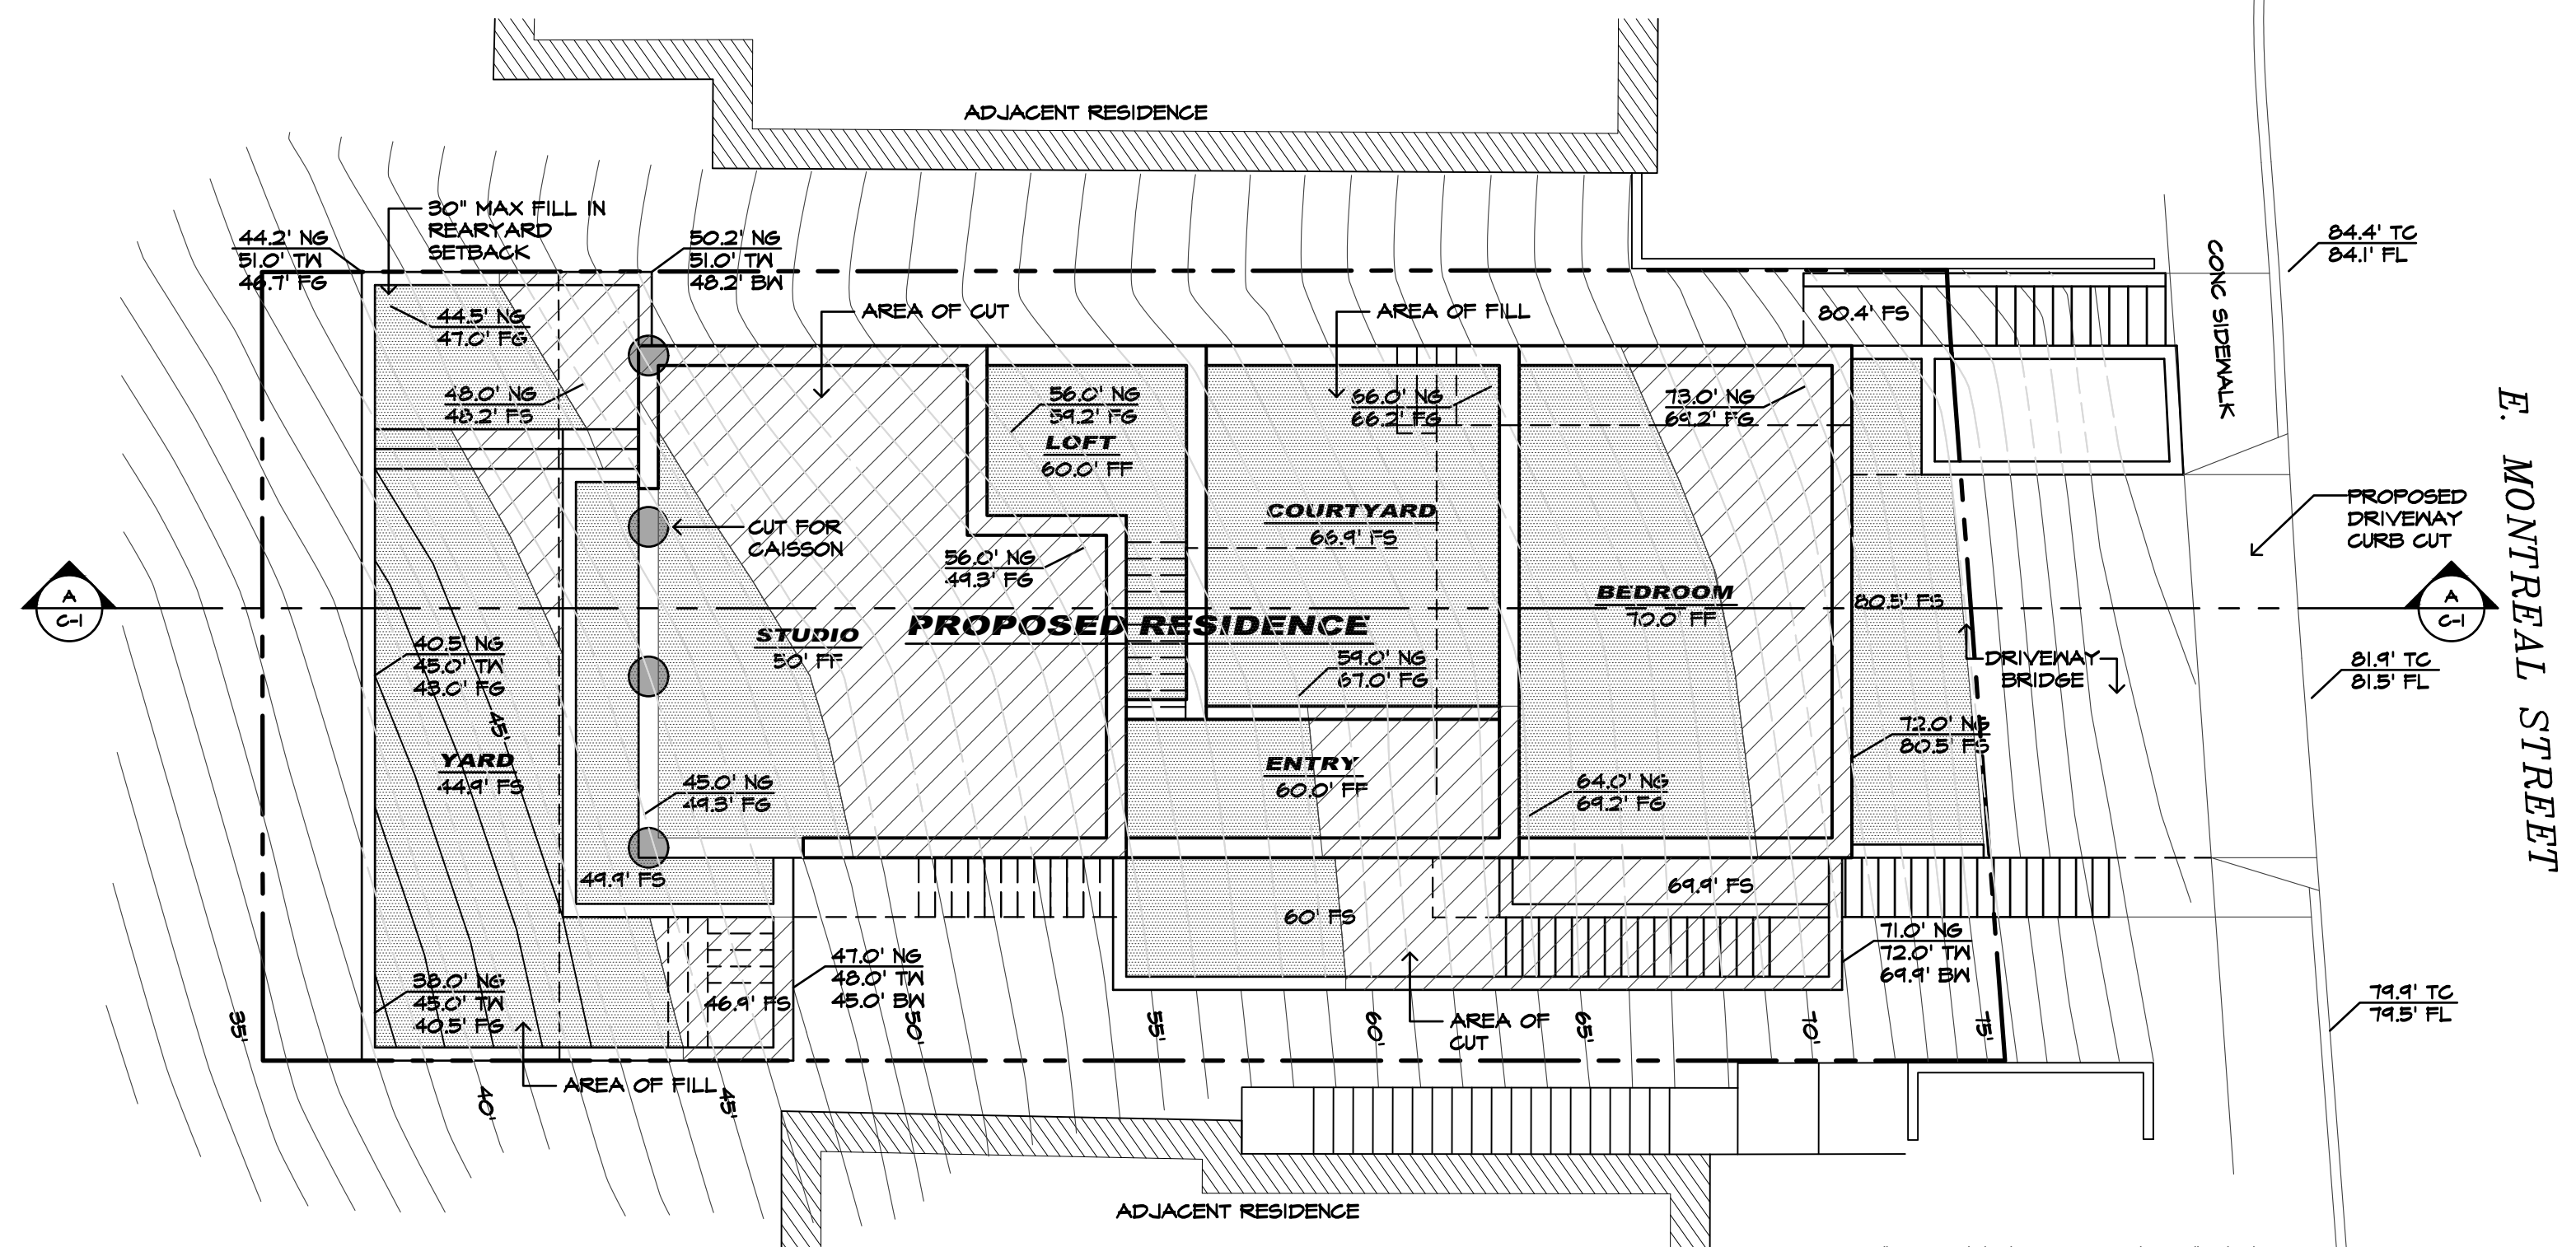 ADJACENT RESIDENCE
30" MAX FILL IN
REARYARD
SETBACK
44.2' NG
51.0' TW
46.7' FG
50.2' NG
51.0' TW
48.2' BW
84.4' TC
84.1' FL
CONC SIDEWALK
AREA OF CUT
AREA OF FILL
80.4' FS
44.5' NG
47.0' FG
48.0' NG
48.2' FS
56.0' NG
59.2' FG
LOFT
60.0' FF
66.0' NG
66.2' FG
73.0' NG
69.2' FG
E. MONTREAL STREET
PROPOSED
DRIVEWAY
CURB CUT
CUT FOR
CAISSON
COURTYARD
66.9' FS
56.0' NG
49.3' FG
BEDROOM
70.0' FF
80.5' FS
A
C-1
A
C-1
PROPOSED RESIDENCE
STUDIO
50' FF
40.5' NG
45.0' TW
43.0' FG
59.0' NG
67.0' FG
DRIVEWAY
BRIDGE
81.9' TC
81.5' FL
45'
72.0' NG
80.5' FS
YARD
44.9' FS
45.0' NG
49.3' FG
ENTRY
60.0' FF
64.0' NG
69.2' FG
49.9' FS
69.9' FS
60' FS
38.0' NG
45.0' TW
40.5' FG
46.9' FS
47.0' NG
48.0' TW
45.0' BW
71.0' NG
72.0' TW
69.9' BW
79.9' TC
79.5' FL
35'
50'
55'
60'
65'
70'
75'
AREA OF
CUT
AREA OF FILL
40'
45'
ADJACENT RESIDENCE